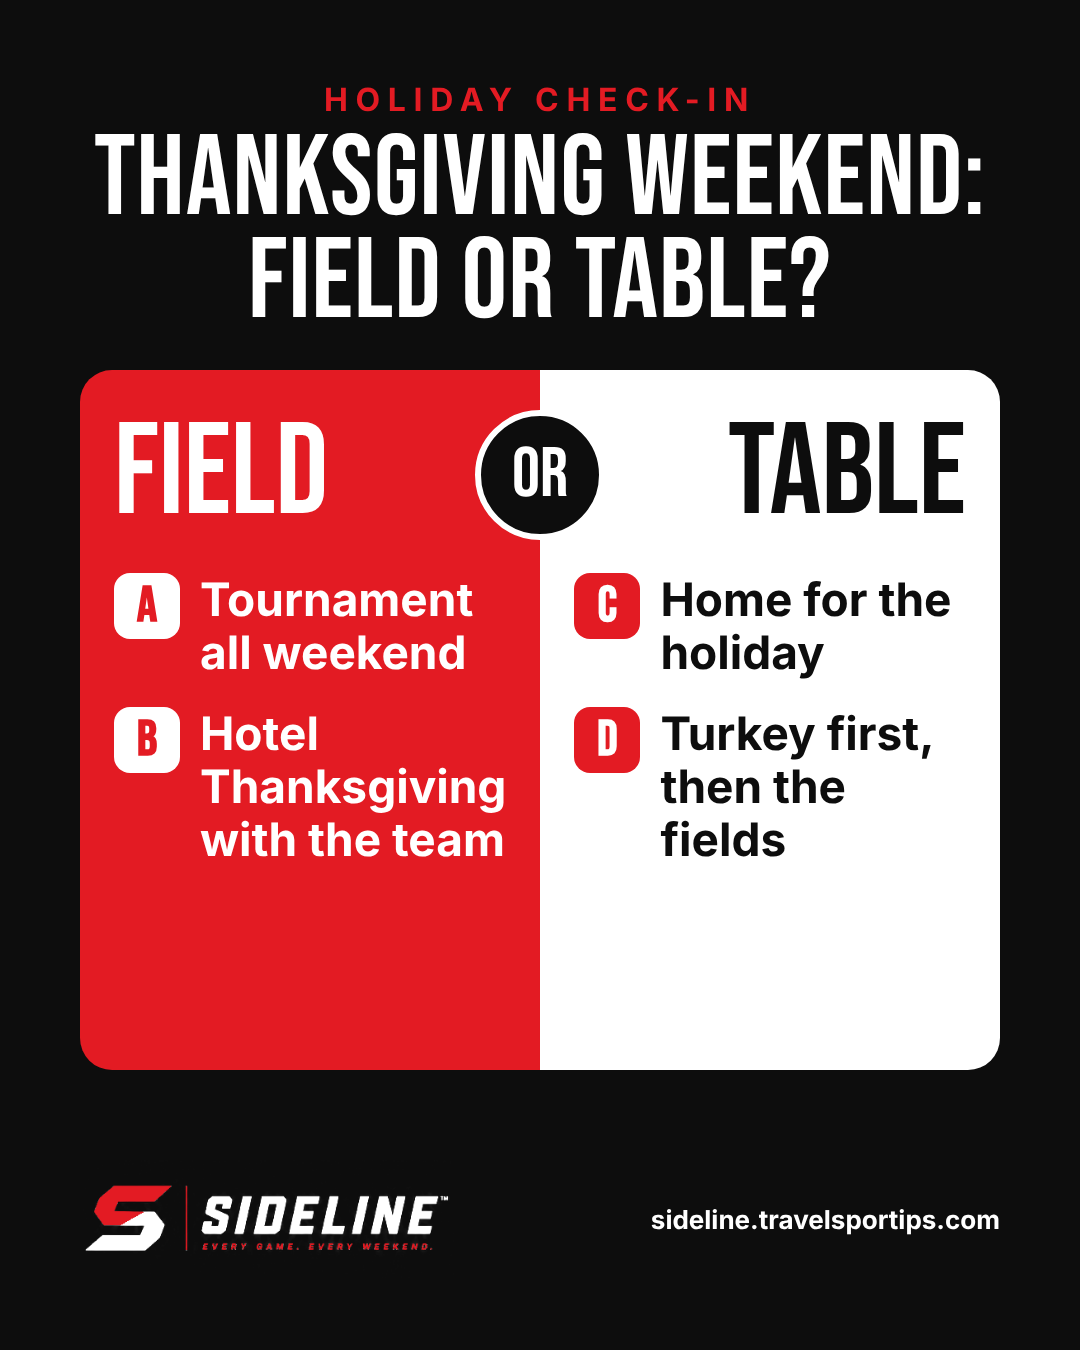 HOLIDAY CHECK-IN
THANKSGIVING WEEKEND:
FIELD OR TABLE?
FIELD
OR
TABLE
A Tournament
all weekend
B Hotel
Thanksgiving
with the team
C Home for the
holiday
D Turkey first,
then the
fields
SIDELINE™
EVERY GAME. EVERY WEEKEND.
sideline.travelsportips.com